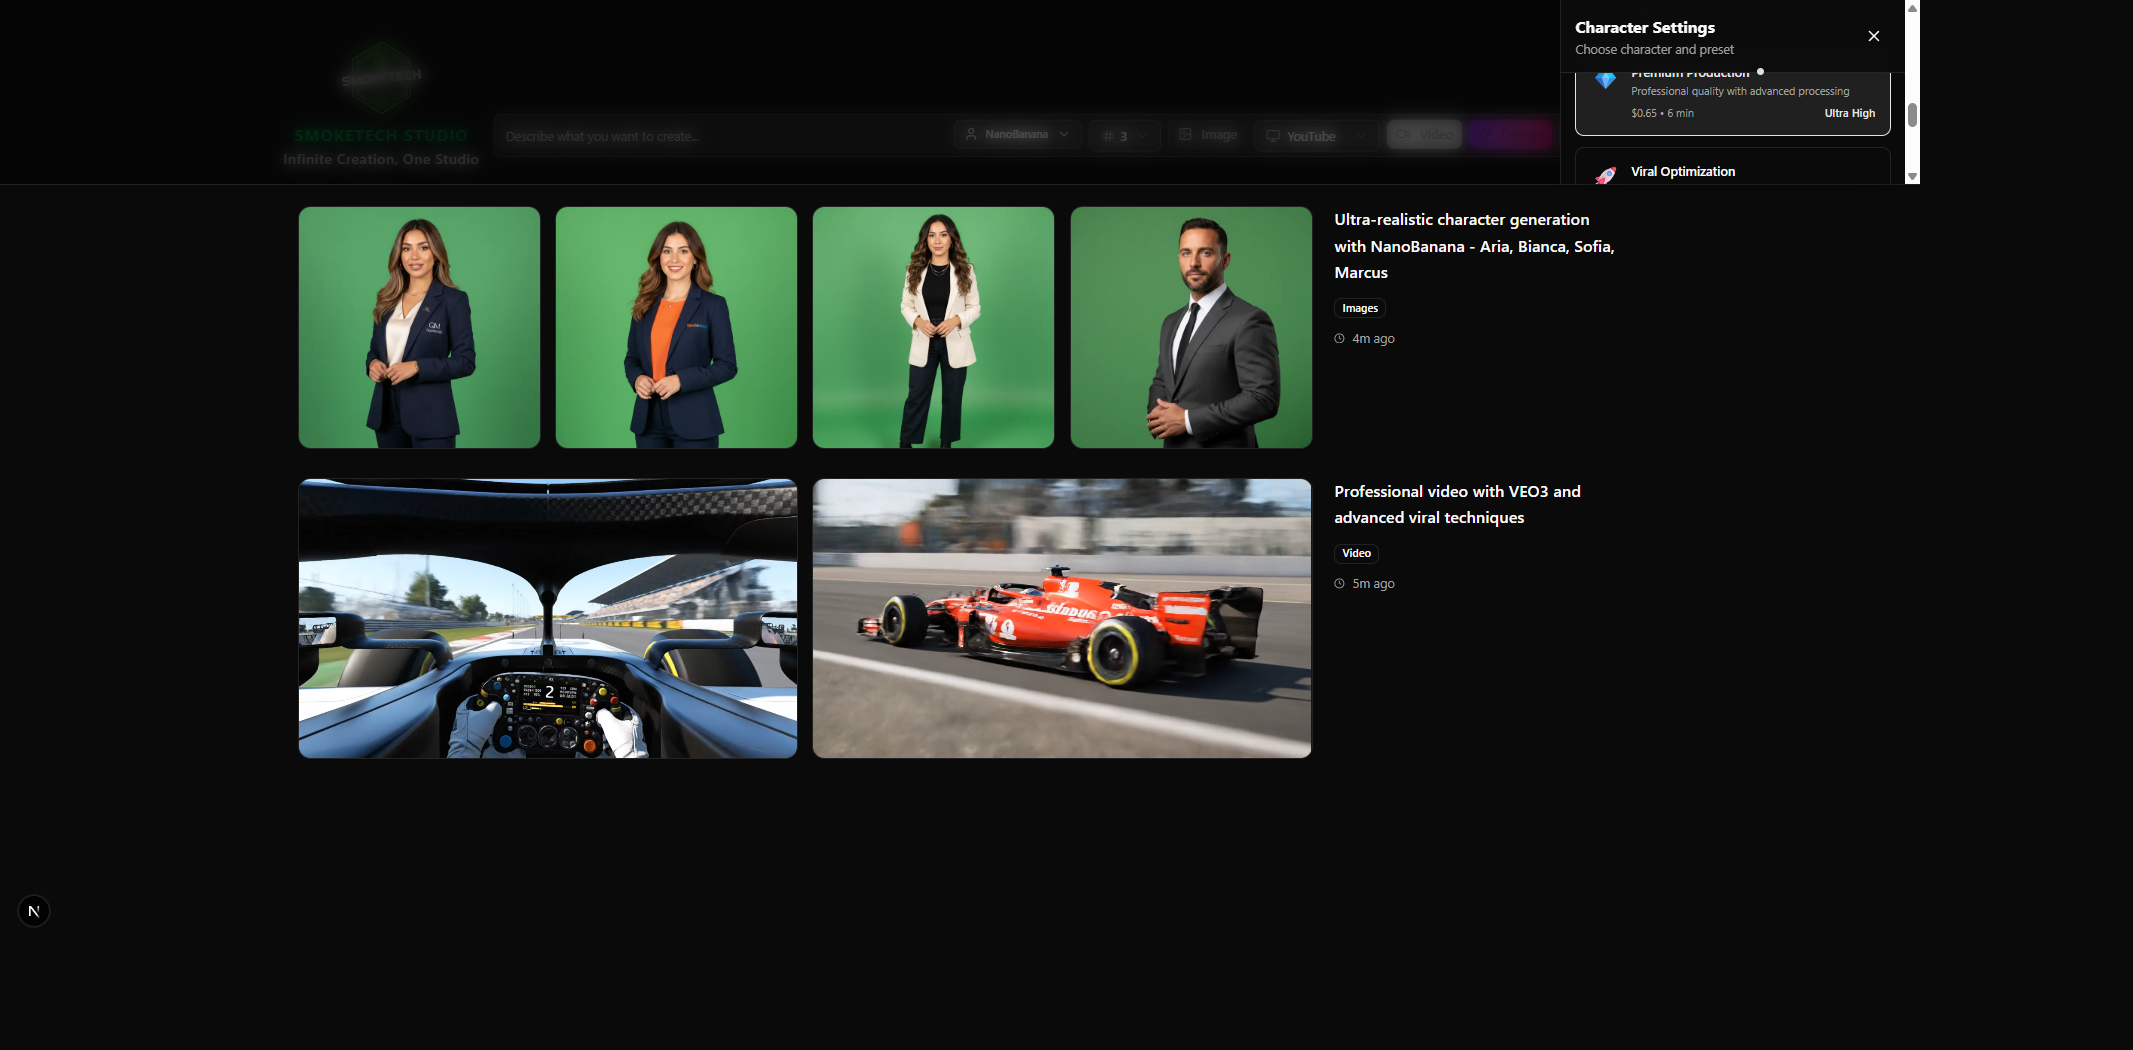 Character Settings
Choose character and preset
Premium Production
Professional quality with advanced processing
$0.65 • 6 min
Ultra High
Viral Optimization
SMOKETECH
SMOKETECH STUDIO
Infinite Creation, One Studio
Describe what you want to create...
NanoBanana
# 3
Image
YouTube
Video
Ultra-realistic character generation
with NanoBanana - Aria, Bianca, Sofia,
Marcus
Images
4m ago
GM
Professional video with VEO3 and
advanced viral techniques
Video
5m ago
2
N